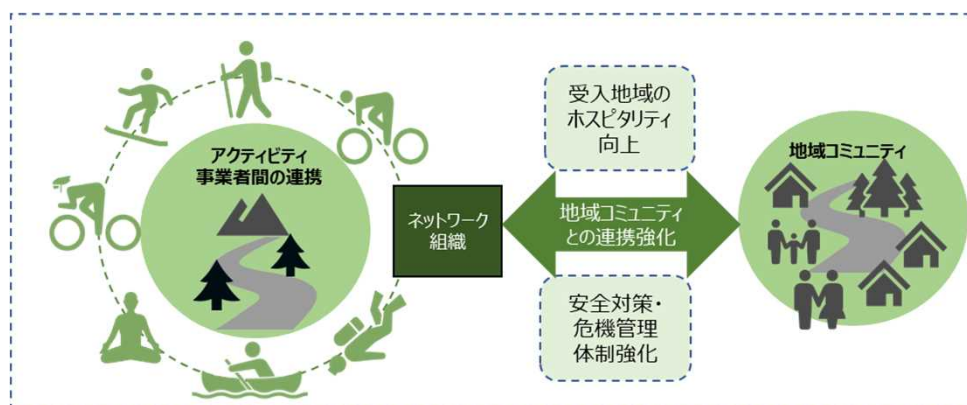 アクティビティ
事業者間の連携
ネットワーク
組織
受入地域の
ホスピタリティ
向上
地域コミュニティ
との連携強化
安全対策・
危機管理
体制強化
地域コミュニティ